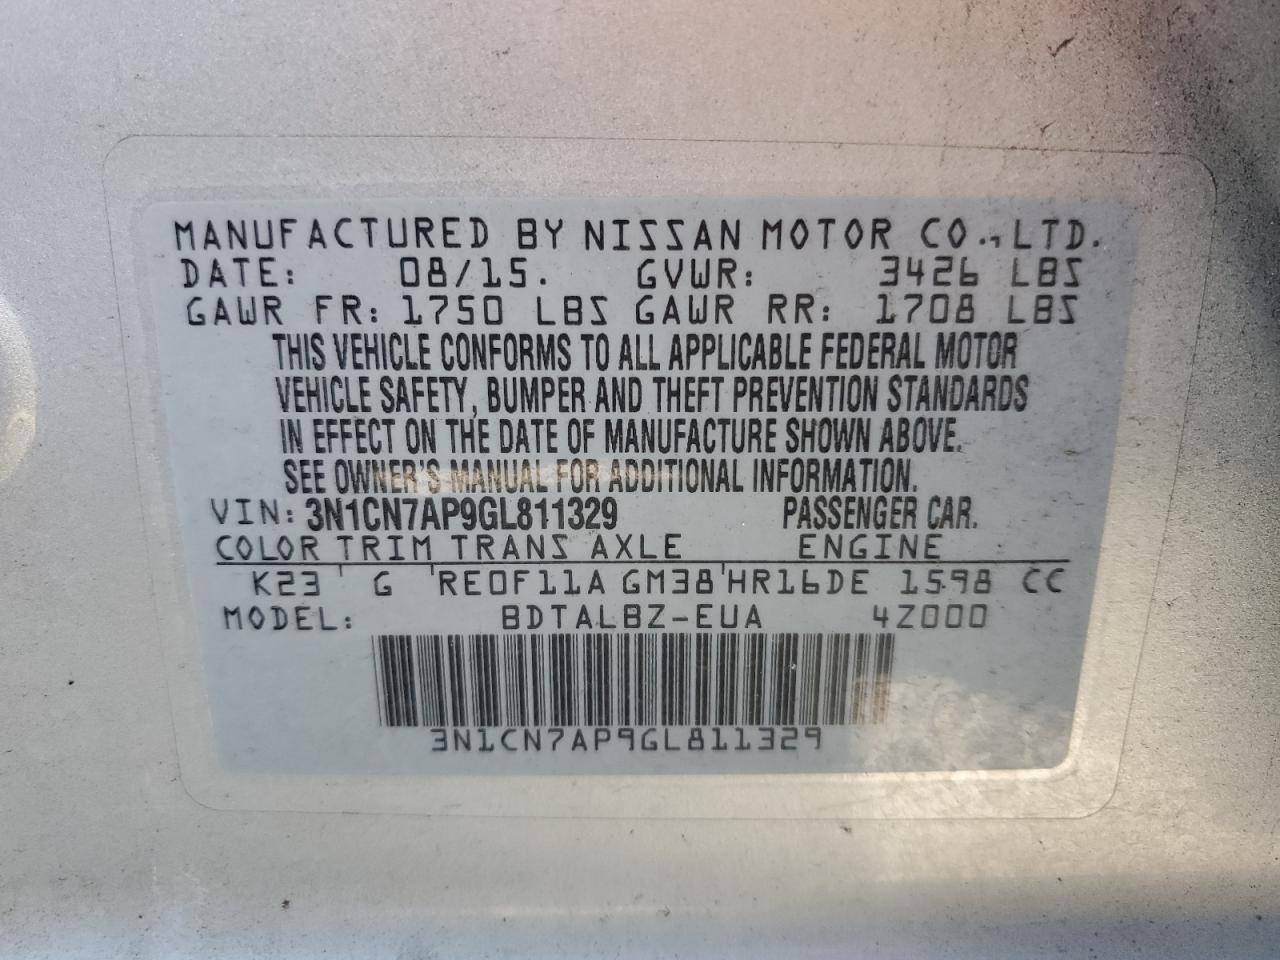 MANUFACTURED BY NISSAN MOTOR CO., LTD.
DATE: 08/15. GVWR: 3426 LBS
GAWR FR: 1750 LBS GAWR RR: 1708 LBS
THIS VEHICLE CONFORMS TO ALL APPLICABLE FEDERAL MOTOR
VEHICLE SAFETY, BUMPER AND THEFT PREVENTION STANDARDS
IN EFFECT ON THE DATE OF MANUFACTURE SHOWN ABOVE.
SEE OWNER'S MANUAL FOR ADDITIONAL INFORMATION.
VIN: 3N1CN7AP9GL811329 PASSENGER CAR.
COLOR TRIM TRANS AXLE ENGINE
K23 ' G ' RE0F11A GM38 ' HR16DE 1598 CC
MODEL: BDTALBZ-EUA 4Z000
3N1CN7AP9GL811329